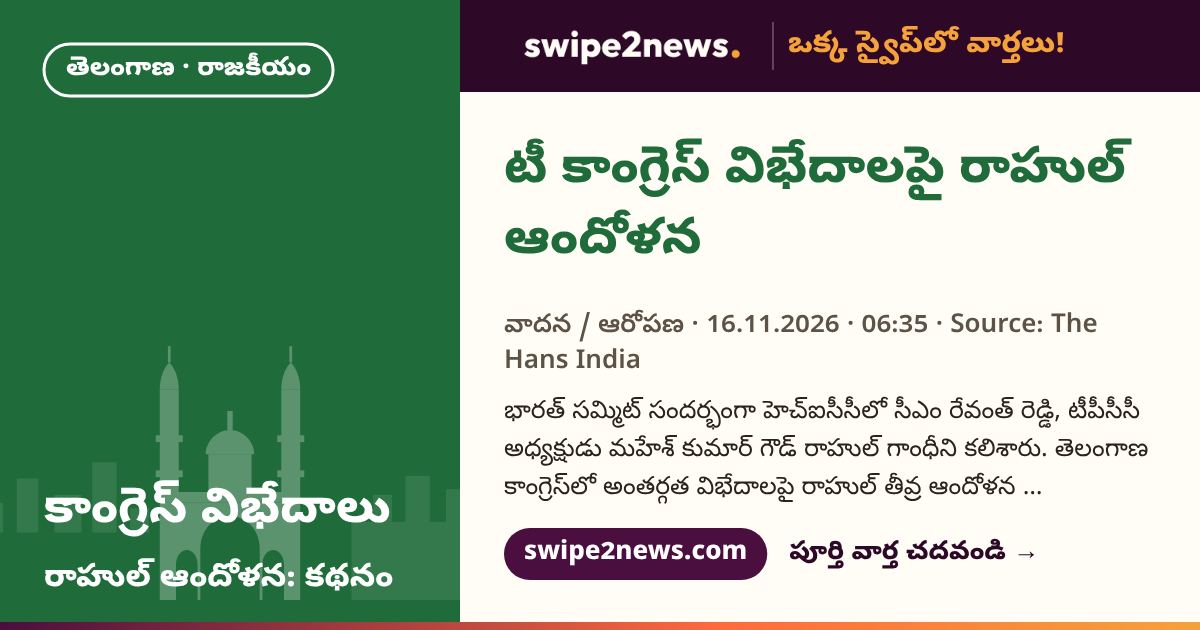 తెలంగాణ · రాజకీయం
కాంగ్రెస్ విభేదాలు
రాహుల్ ఆందోళన: కథనం
swipe2news.
ఒక్క స్వైప్‌లో వార్తలు!
టీ కాంగ్రెస్ విభేదాలపై రాహుల్
ఆందోళన
వాదన / ఆరోపణ · 16.11.2026 · 06:35 · Source: The
Hans India
భారత్ సమ్మిట్ సందర్భంగా హెచ్ఐసీసీలో సీఎం రేవంత్ రెడ్డి, టీపీసీసీ
అధ్యక్షుడు మహేశ్ కుమార్ గౌడ్ రాహుల్ గాంధీని కలిశారు. తెలంగాణ
కాంగ్రెస్‌లో అంతర్గత విభేదాలపై రాహుల్ తీవ్ర ఆందోళన ...
swipe2news.com
పూర్తి వార్త చదవండి →